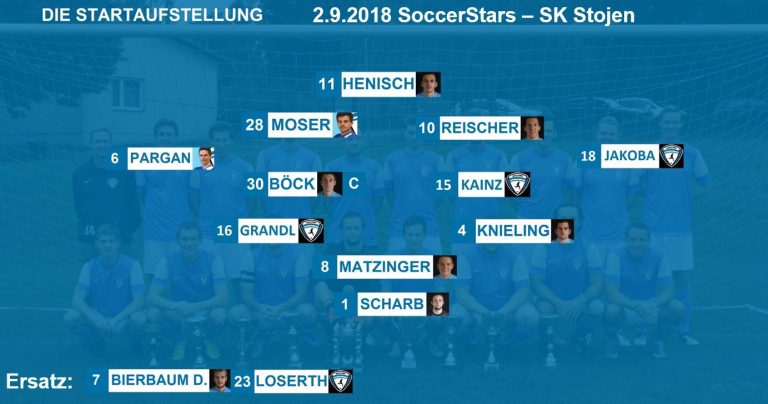 DIE STARTAUFSTELLUNG 2.9.2018 SoccerStars – SK Stojen
11 HENISCH
28 MOSER 10 REISCHER
6 PARGAN 18 JAKOBA
30 BÖCK C 15 KAINZ
16 GRANDL 4 KNIELING
8 MATZINGER
1 SCHARB
Ersatz: 7 BIERBAUM D. 23 LOSERTH